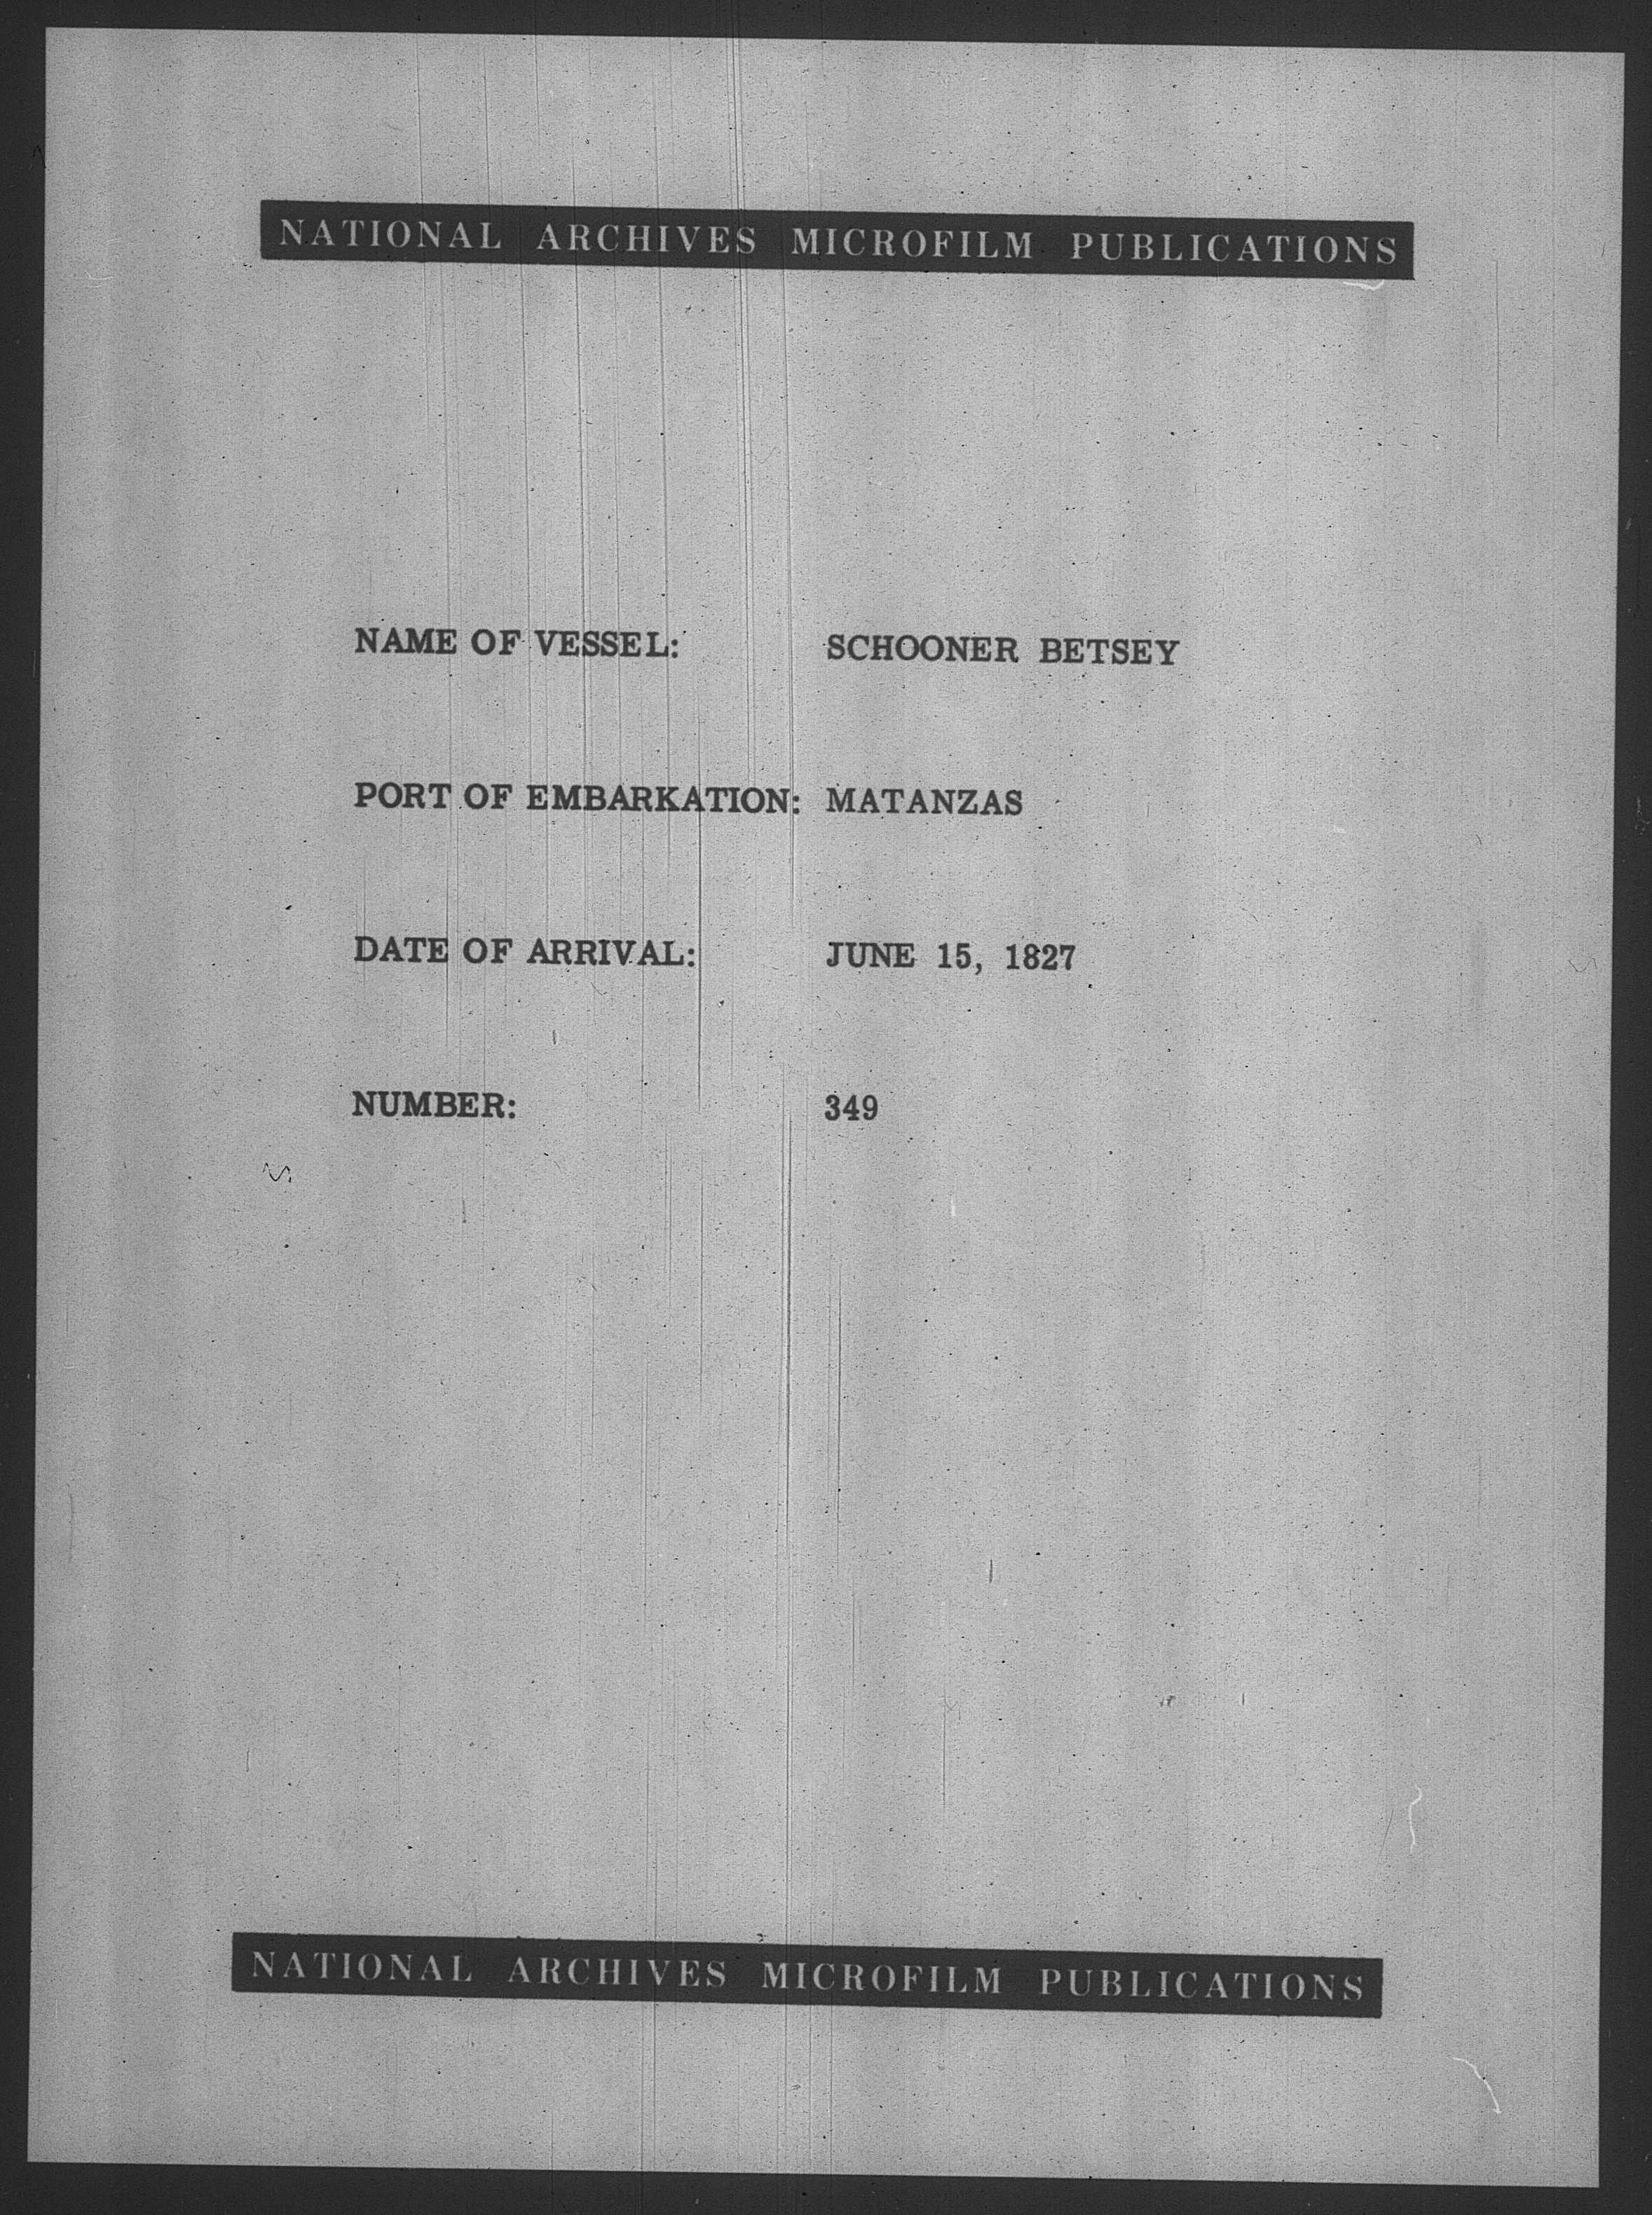 NATIONAL ARCHIVES MICROFILM PUBLICATIONS
NAME OF VESSEL: SCHOONER BETSEY
PORT OF EMBARKATION: MATANZAS
DATE OF ARRIVAL: JUNE 15, 1827
NUMBER: 349
NATIONAL ARCHIVES MICROFILM PUBLICATIONS